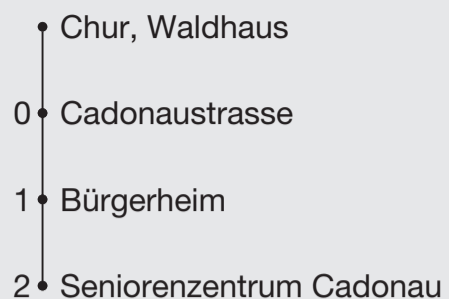 Chur, Waldhaus
0 Cadonaustrasse
1 Bürgerheim
2 Seniorenzentrum Cadonau